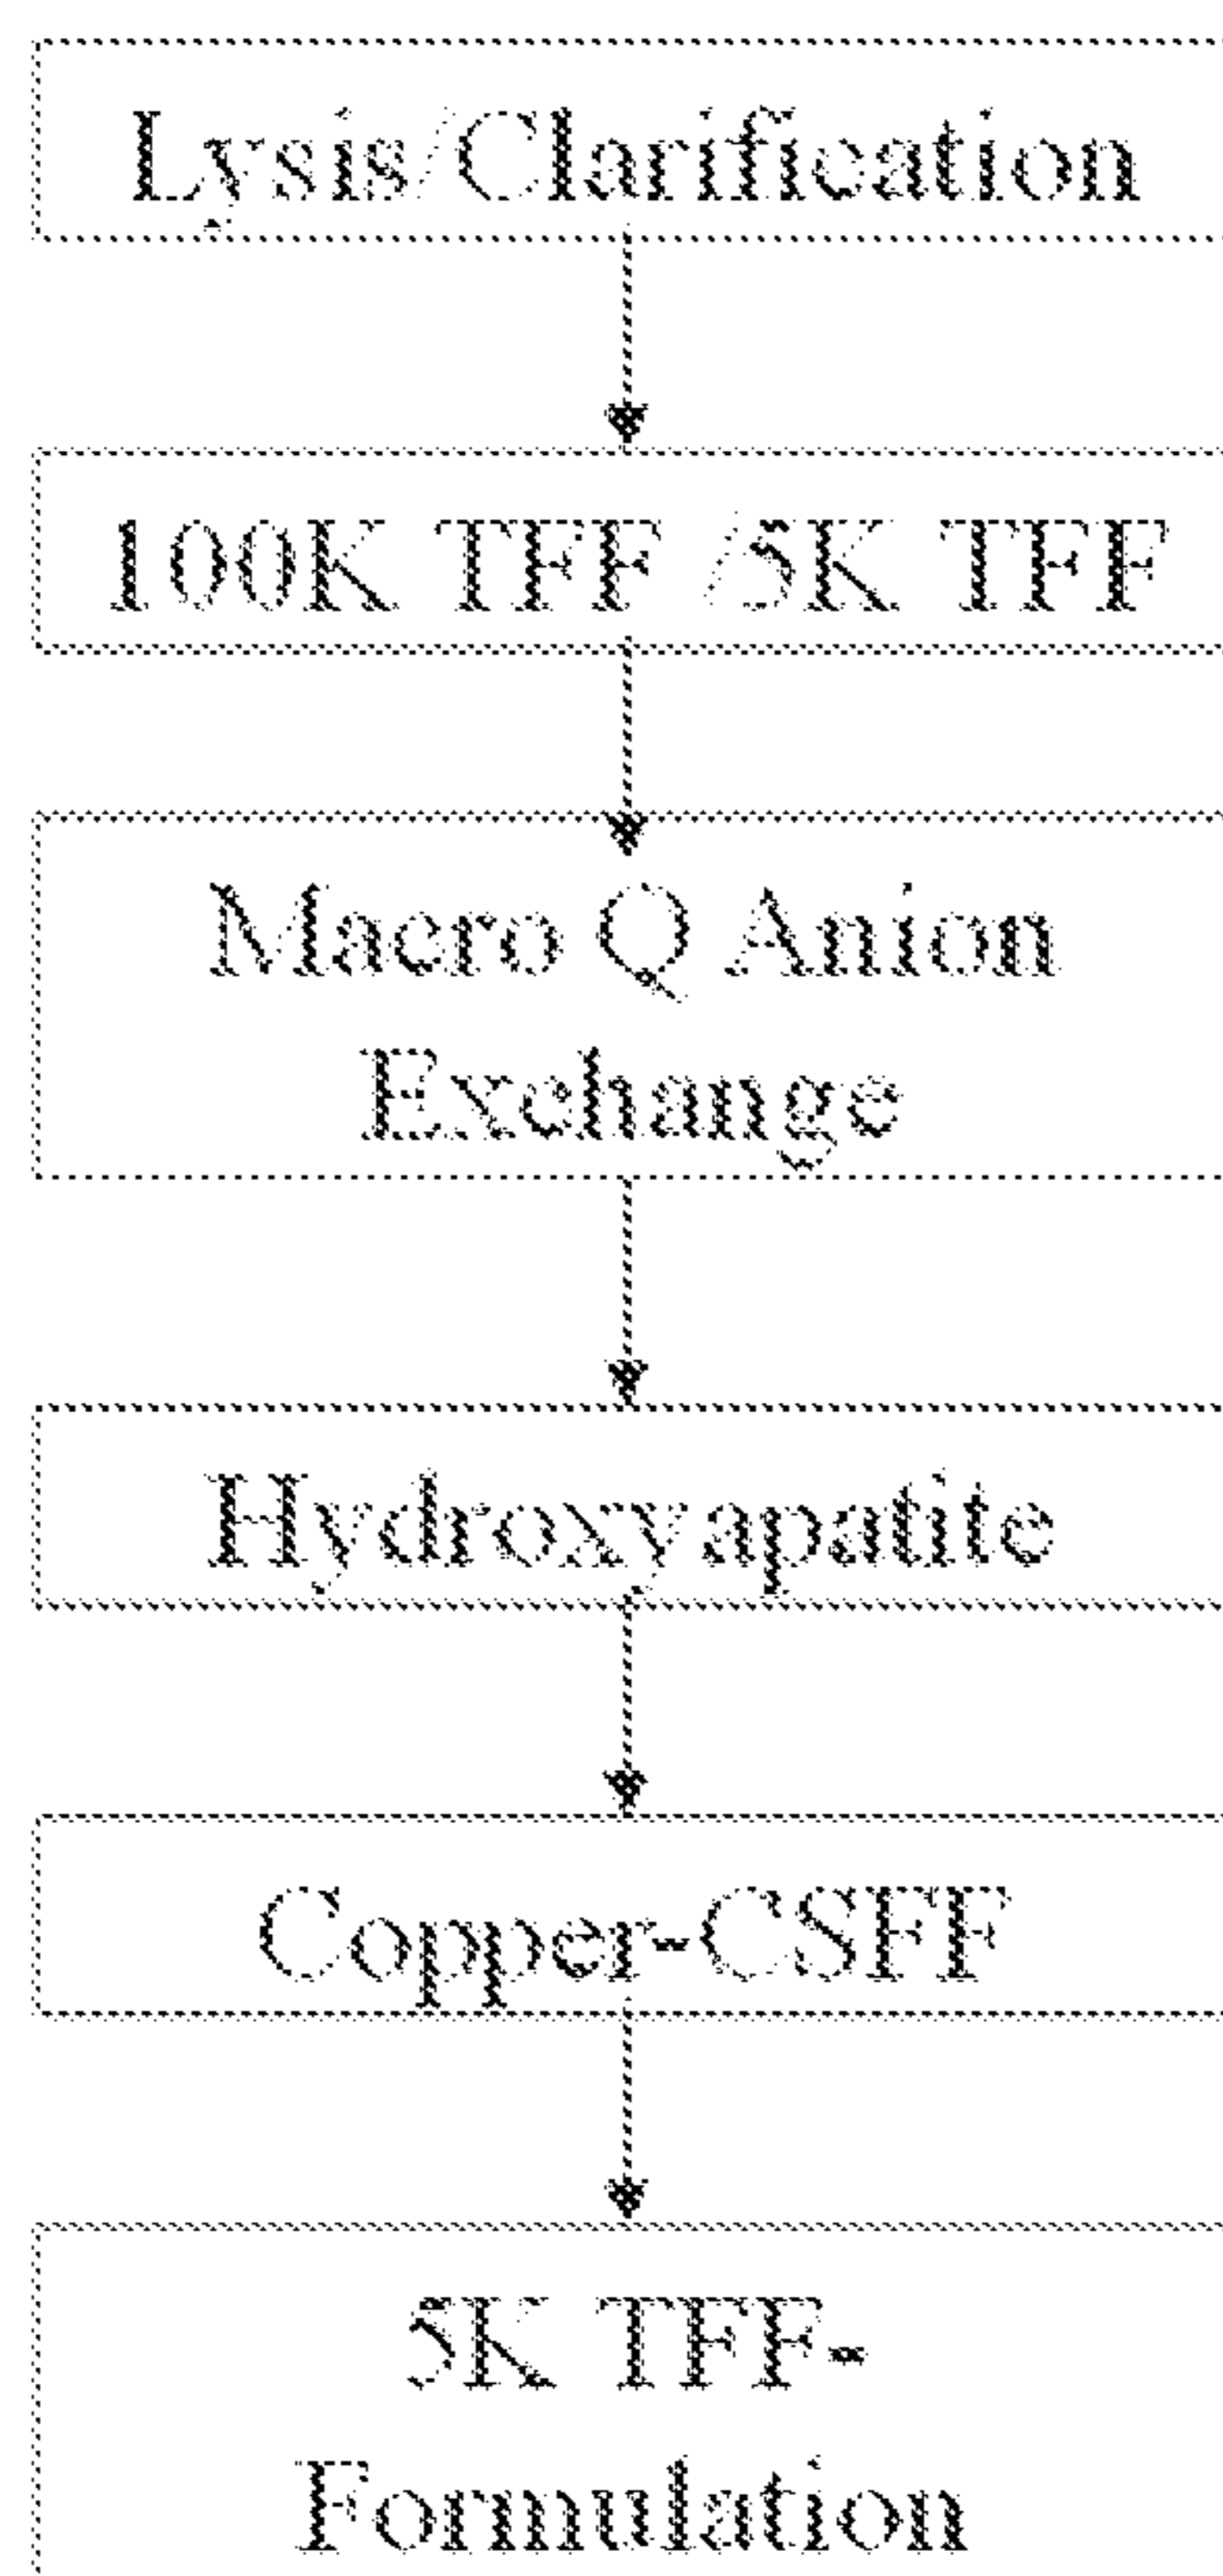 Lysis/Clarification
100K TFF /5K TFF
Macro Q Anion
Exchange
Hydroxyapatite
Copper-CSFF
5K TFF-
Formulation